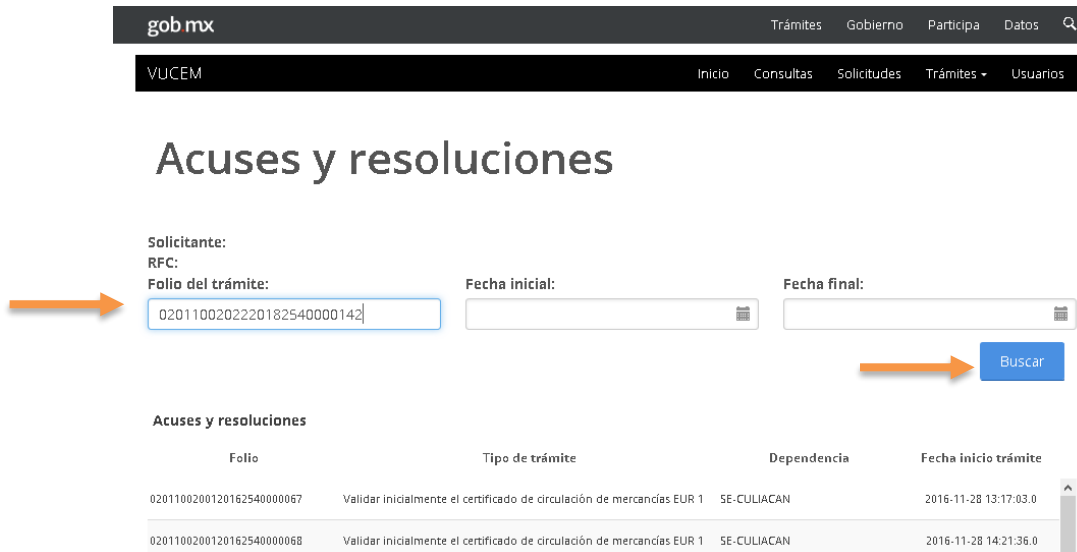 gob.mx Trámites Gobierno Participa Datos
VUCEM Inicio Consultas Solicitudes Trámites Usuarios
Acuses y resoluciones
Solicitante:
RFC:
Folio del trámite: Fecha inicial: Fecha final:
0201100202220182540000142
Buscar
Acuses y resoluciones
Folio Tipo de trámite Dependencia Fecha inicio trámite
0201100200120162540000067 Validar inicialmente el certificado de circulación de mercancías EUR 1 SE-CULIACAN 2016-11-28 13:17:03.0
0201100200120162540000068 Validar inicialmente el certificado de circulación de mercancías EUR 1 SE-CULIACAN 2016-11-28 14:21:36.0